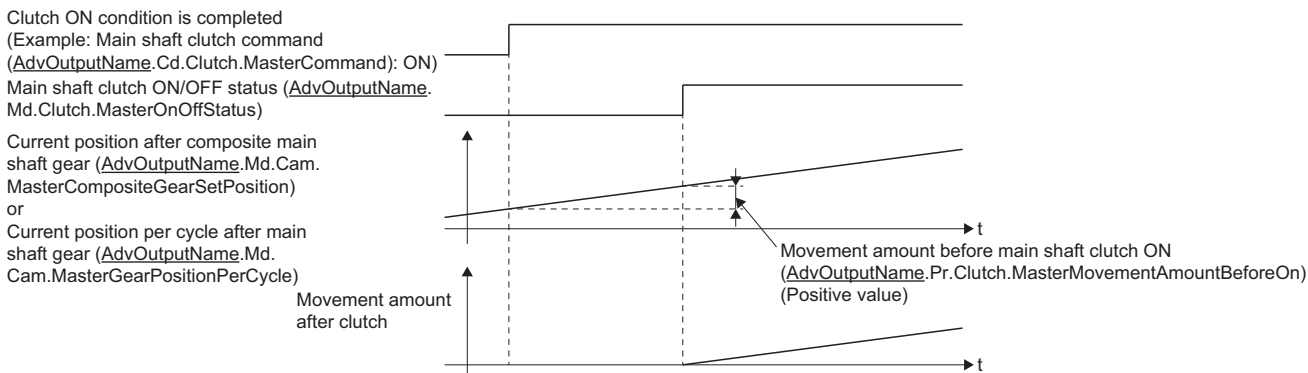 Clutch ON condition is completed
(Example: Main shaft clutch command
(AdvOutputName.Cd.Clutch.MasterCommand): ON)
Main shaft clutch ON/OFF status (AdvOutputName.
Md.Clutch.MasterOnOffStatus)
Current position after composite main
shaft gear (AdvOutputName.Md.Cam.
MasterCompositeGearSetPosition)
or
Current position per cycle after main
shaft gear (AdvOutputName.Md.
Cam.MasterGearPositionPerCycle)
t
Movement amount before main shaft clutch ON
(AdvOutputName.Pr.Clutch.MasterMovementAmountBeforeOn)
(Positive value)
Movement amount
after clutch
t